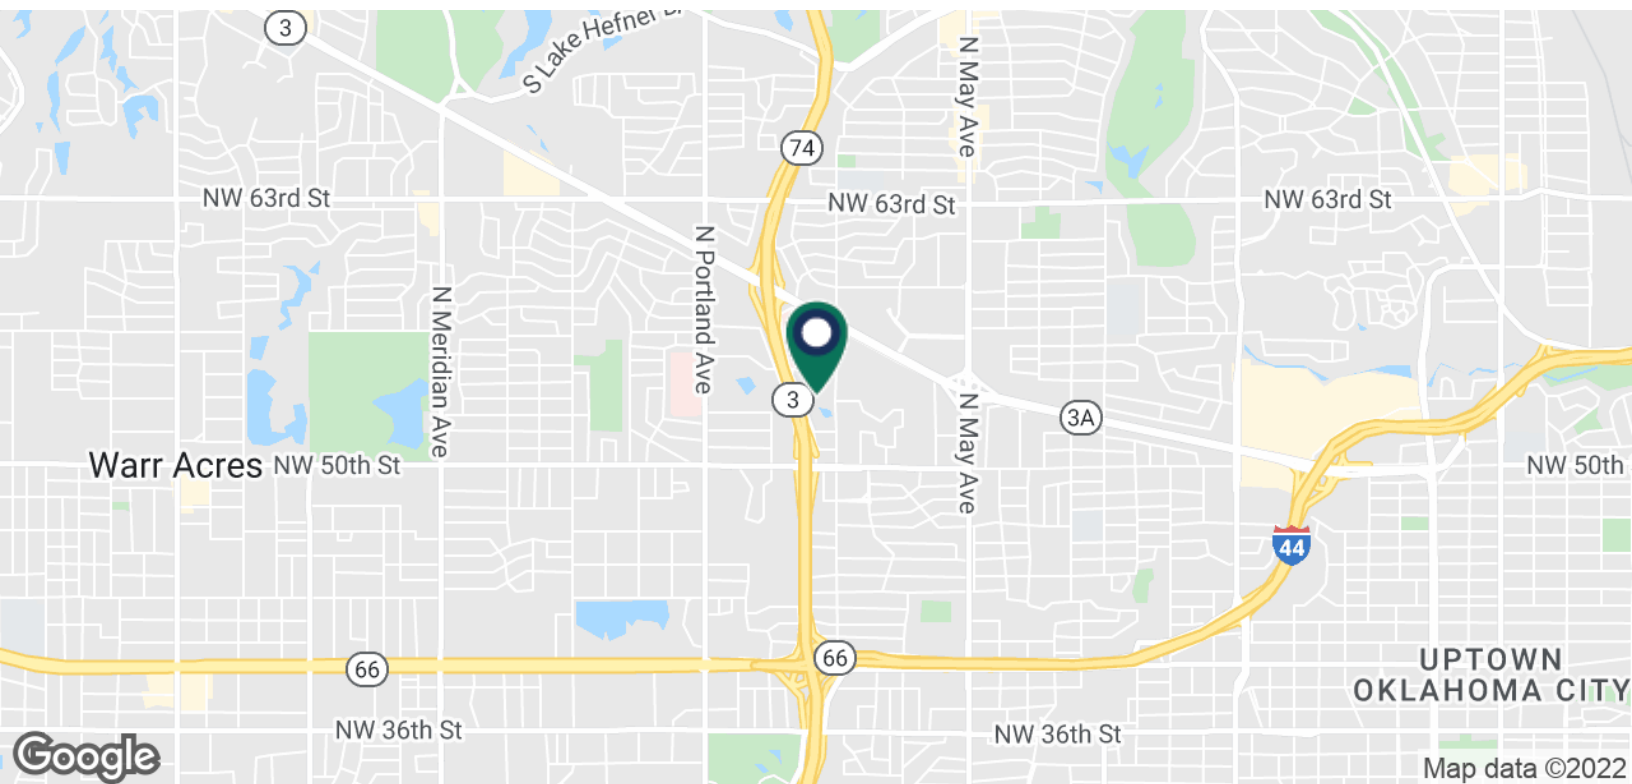 3
S Lake Hefner Dr
N May Ave
74
NW 63rd St
NW 63rd St
NW 63rd St
N Portland Ave
N Meridian Ave
3
3A
N May Ave
Warr Acres
NW 50th St
NW 50th
44
66
66
UPTOWN
OKLAHOMA CITY
NW 36th St
NW 36th St
Google
Map data ©2022